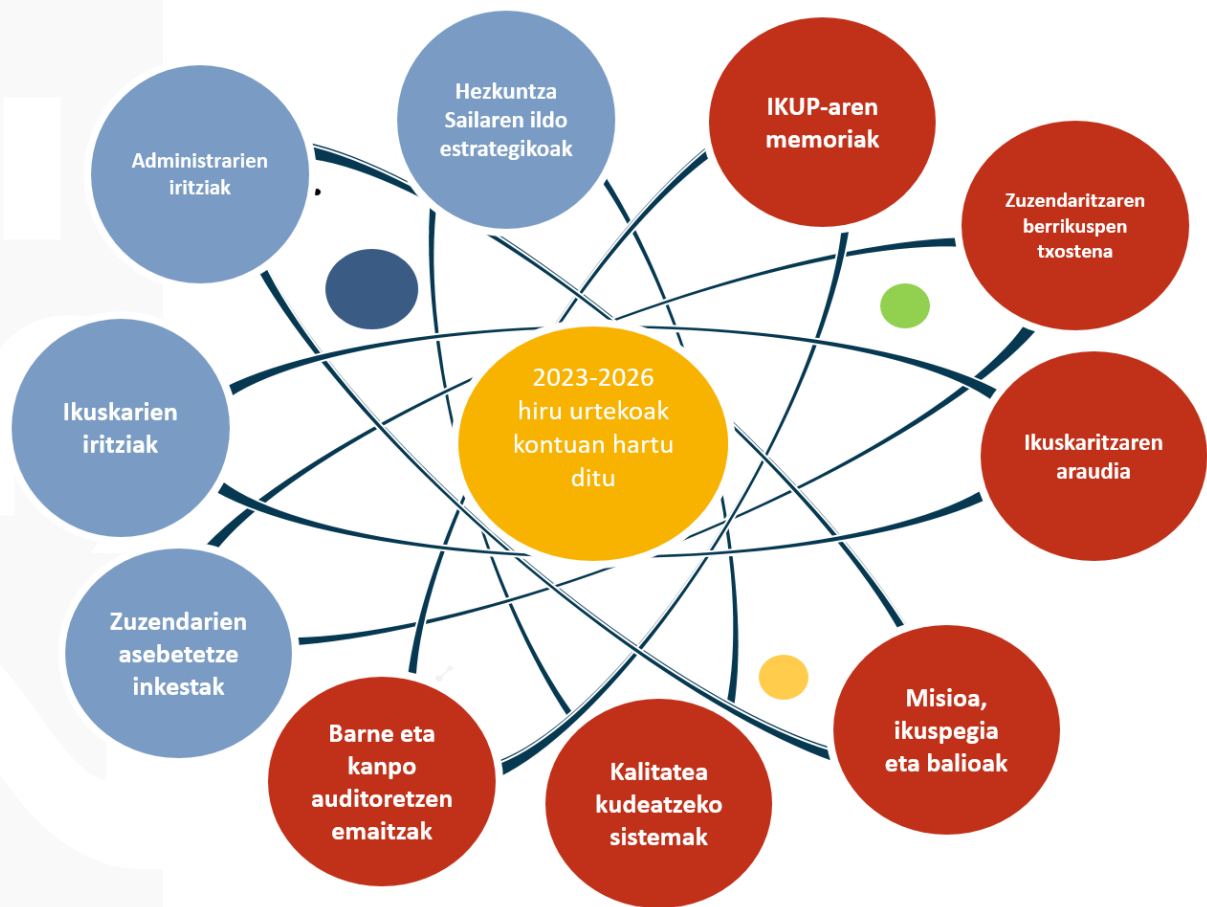 Hezkuntza
Sailaren ildo
estrategikoak
IKUP-aren
memoriak
Administrarien
iritziak
Zuzendaritzaren
berrikuspen
txostena
2023-2026
hiru urtekoak
kontuan hartu
ditu
Ikuskarien
iritziak
Ikuskaritzaren
araudia
Zuzendarien
asebetetze
inkestak
Misioa,
ikuspegia
eta balioak
Barne eta
kanpo
auditoretzen
emaitzak
Kalitatea
kudeatzeko
sistemak